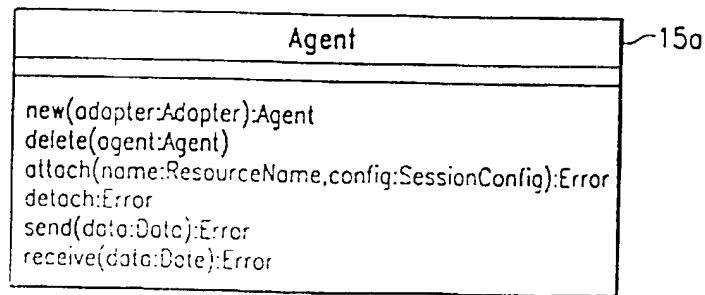 Agent
15a
new(adapter:Adapter):Agent
delete(agent:Agent)
attach(name:ResourceName,config:SessionConfig):Error
detach:Error
send(data:Data):Error
receive(data:Date):Error